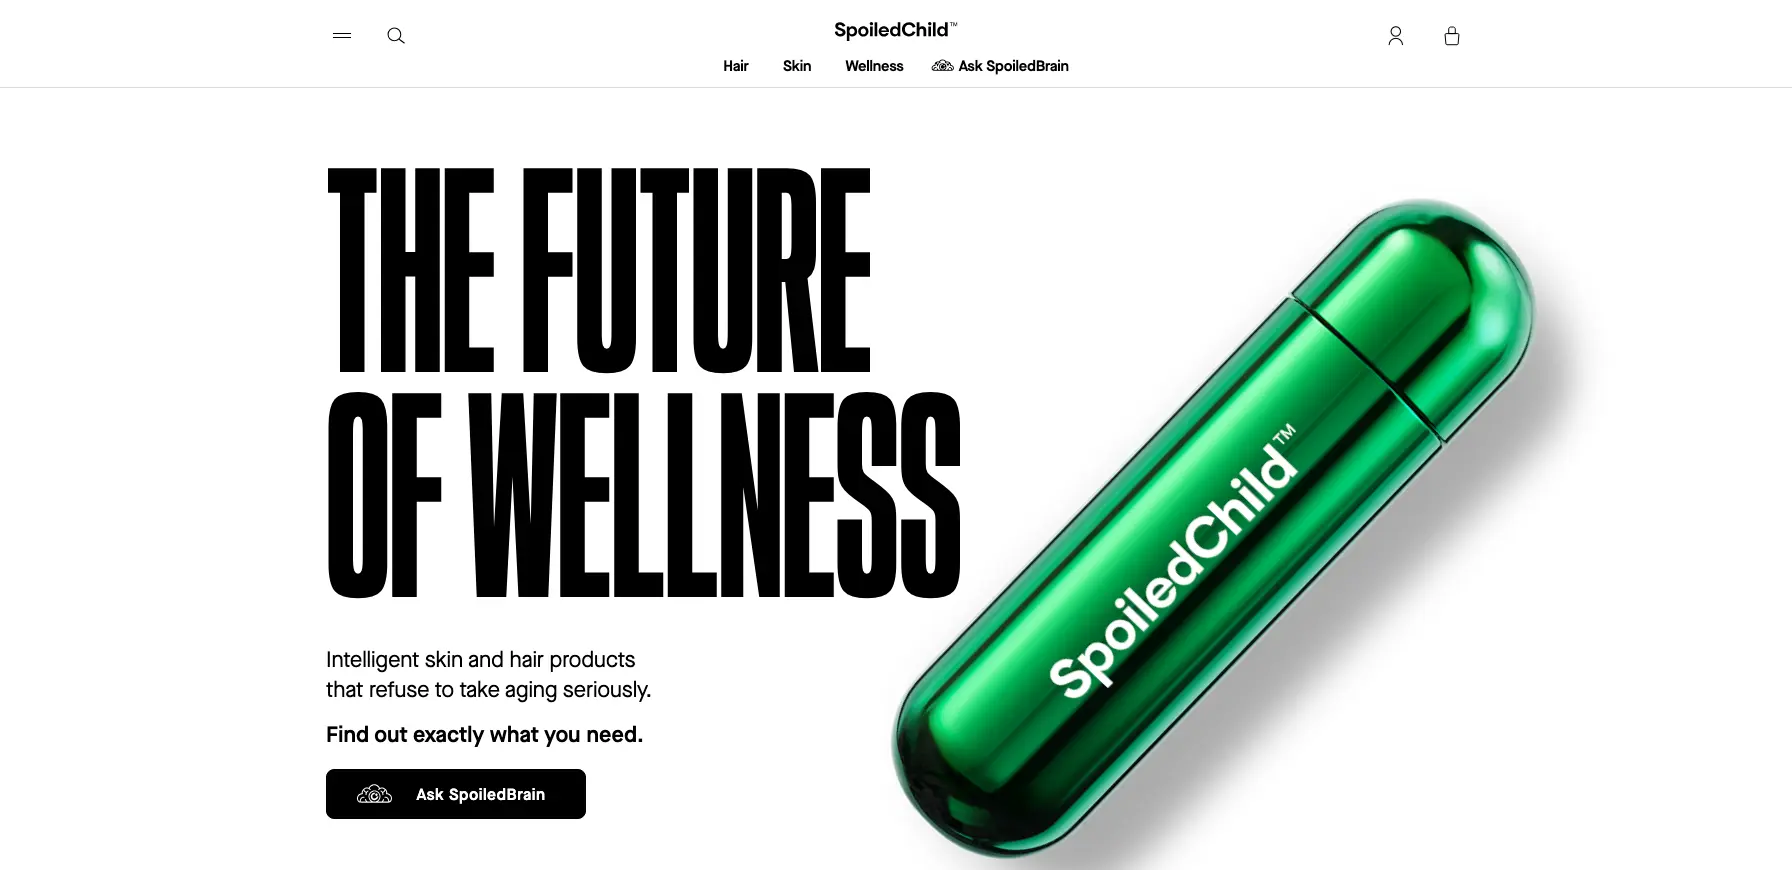 SpoiledChild™
Hair
Skin
Wellness
Ask SpoiledBrain
THE FUTURE
OF WELLNESS
Intelligent skin and hair products
that refuse to take aging seriously.
Find out exactly what you need.
Ask SpoiledBrain
SpoiledChild™